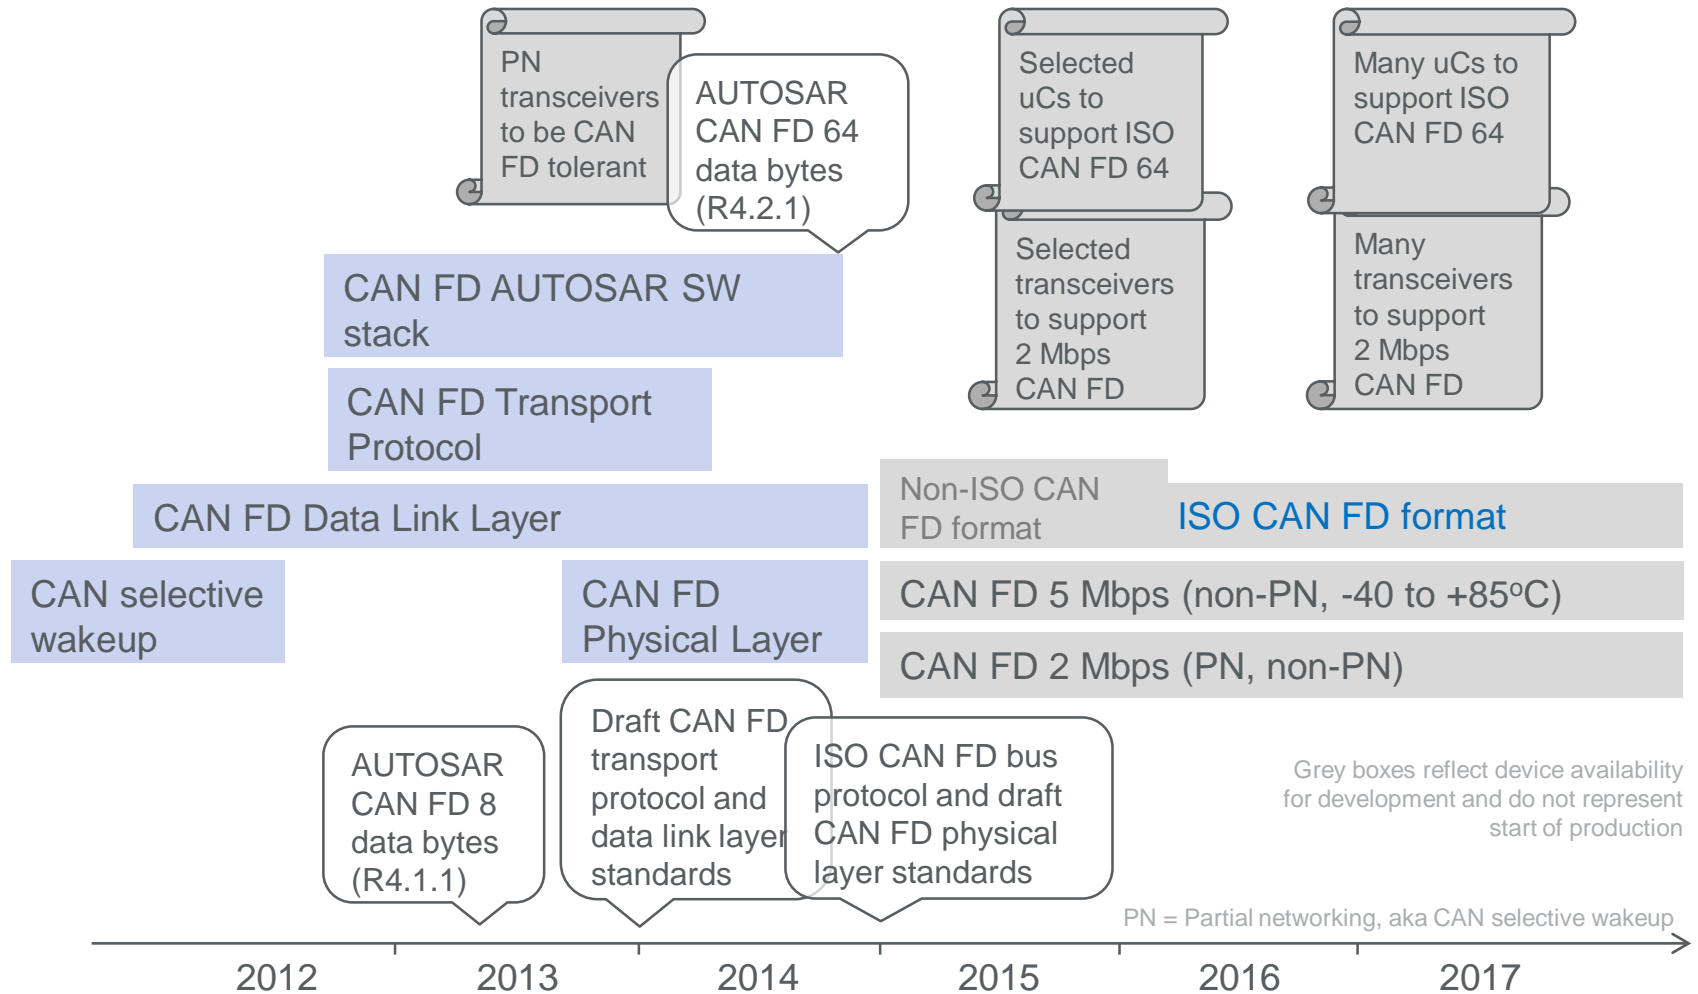 PN
transceivers
to be CAN
FD tolerant
AUTOSAR
CAN FD 64
data bytes
(R4.2.1)
Selected
uCs to
support ISO
CAN FD 64
Many uCs to
support ISO
CAN FD 64
Selected
transceivers
to support
2 Mbps
CAN FD
Many
transceivers
to support
2 Mbps
CAN FD
CAN FD AUTOSAR SW
stack
CAN FD Transport
Protocol
CAN FD Data Link Layer
Non-ISO CAN
FD format
ISO CAN FD format
CAN selective
wakeup
CAN FD
Physical Layer
CAN FD 5 Mbps (non-PN, -40 to +85ºC)
CAN FD 2 Mbps (PN, non-PN)
AUTOSAR
CAN FD 8
data bytes
(R4.1.1)
Draft CAN FD
transport
protocol and
data link layer
standards
ISO CAN FD bus
protocol and draft
CAN FD physical
layer standards
Grey boxes reflect device availability
for development and do not represent
start of production
PN = Partial networking, aka CAN selective wakeup
2012
2013
2014
2015
2016
2017